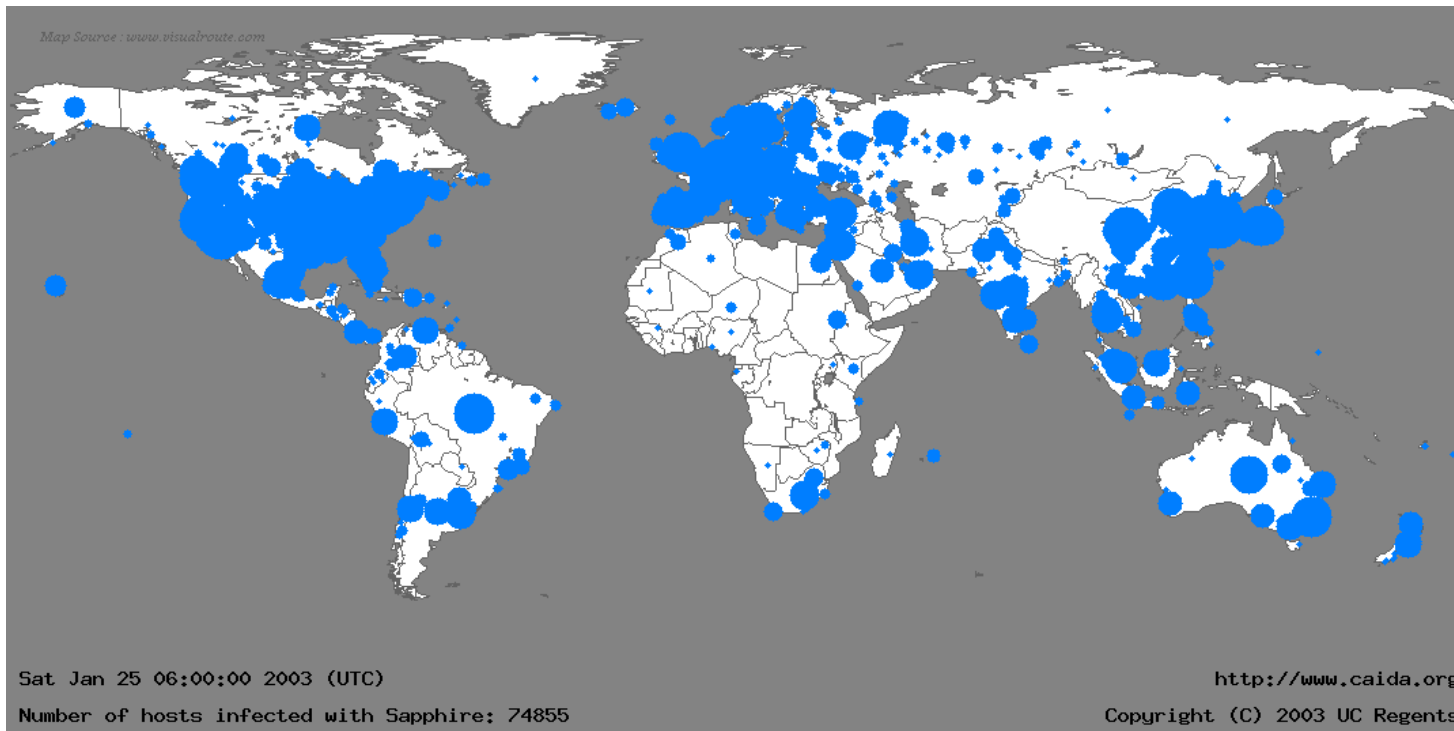 Map Source : www.visualroute.com
Sat Jan 25 06:00:00 2003 (UTC)
http://www.caida.org
Number of hosts infected with Sapphire: 74855
Copyright (C) 2003 UC Regents